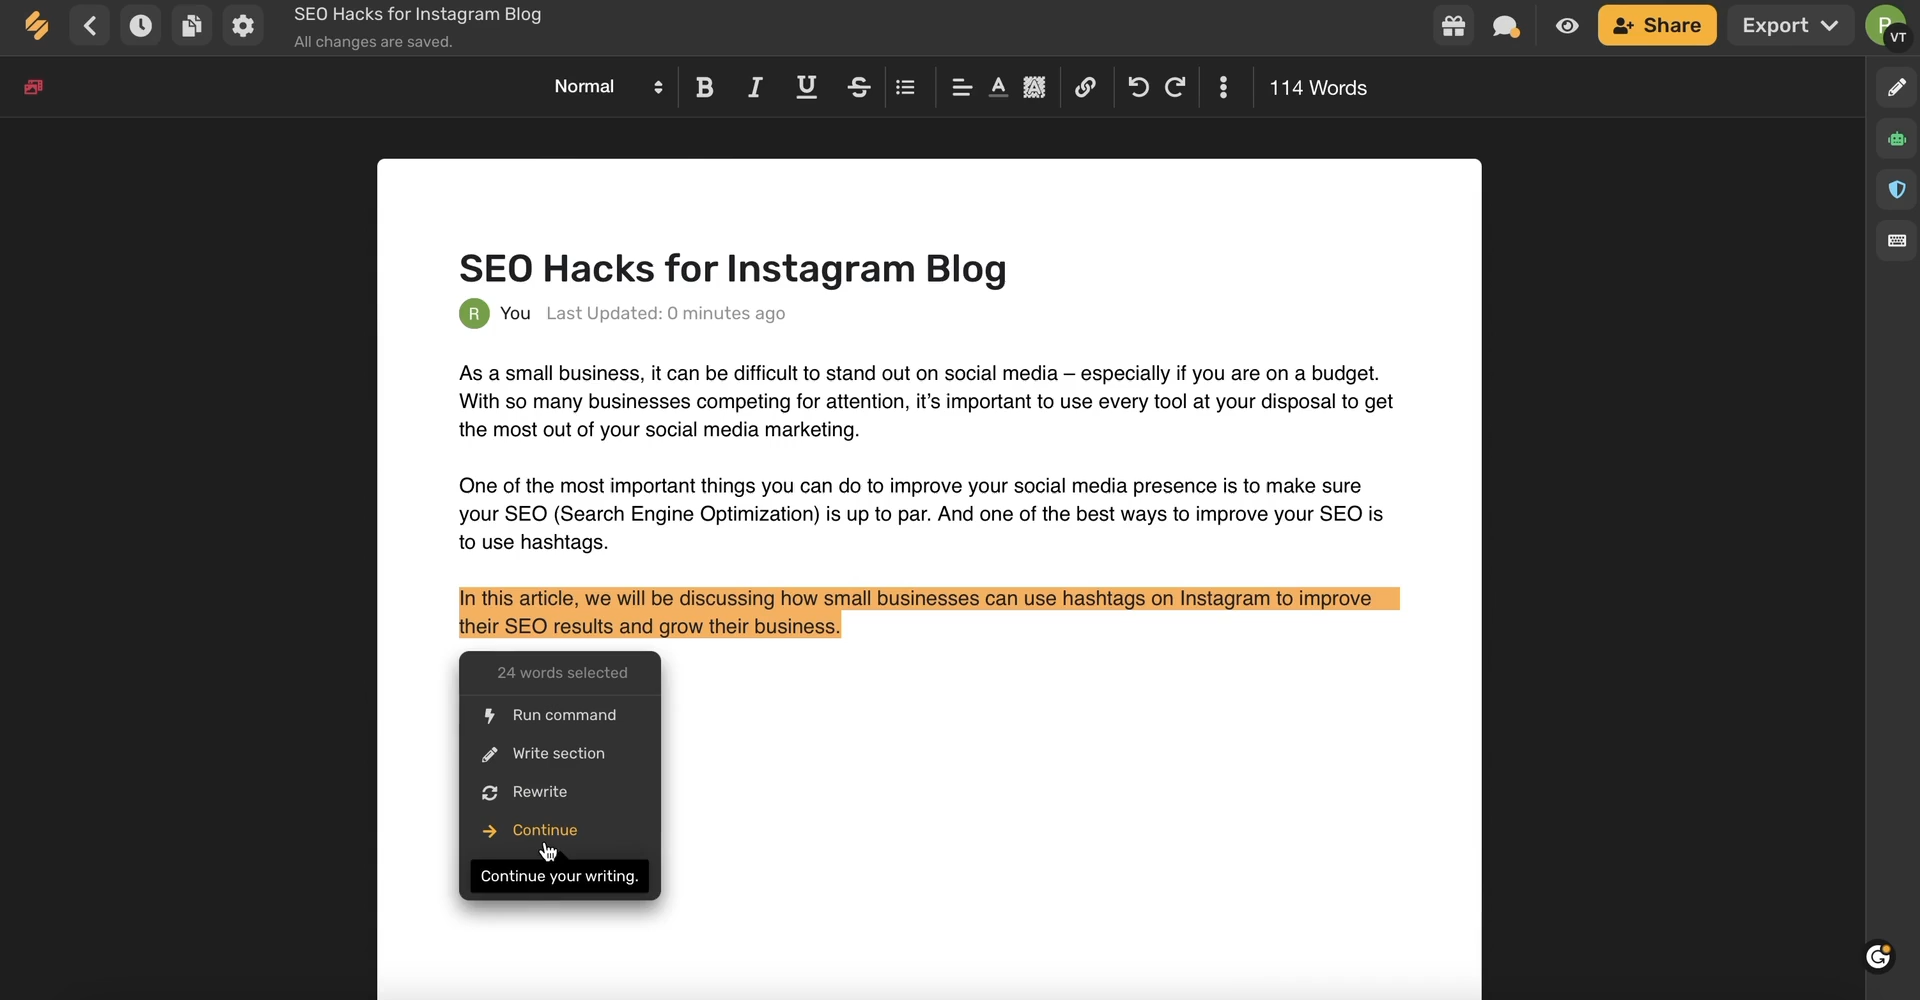 SEO Hacks for Instagram Blog
All changes are saved.
Share
Export
R
VT
Normal
B I U S
A
A
114 Words
SEO Hacks for Instagram Blog
R You Last Updated: 0 minutes ago
As a small business, it can be difficult to stand out on social media – especially if you are on a budget.
With so many businesses competing for attention, it’s important to use every tool at your disposal to get
the most out of your social media marketing.
One of the most important things you can do to improve your social media presence is to make sure
your SEO (Search Engine Optimization) is up to par. And one of the best ways to improve your SEO is
to use hashtags.
In this article, we will be discussing how small businesses can use hashtags on Instagram to improve
their SEO results and grow their business.
24 words selected
Run command
Write section
Rewrite
Continue
Continue your writing.